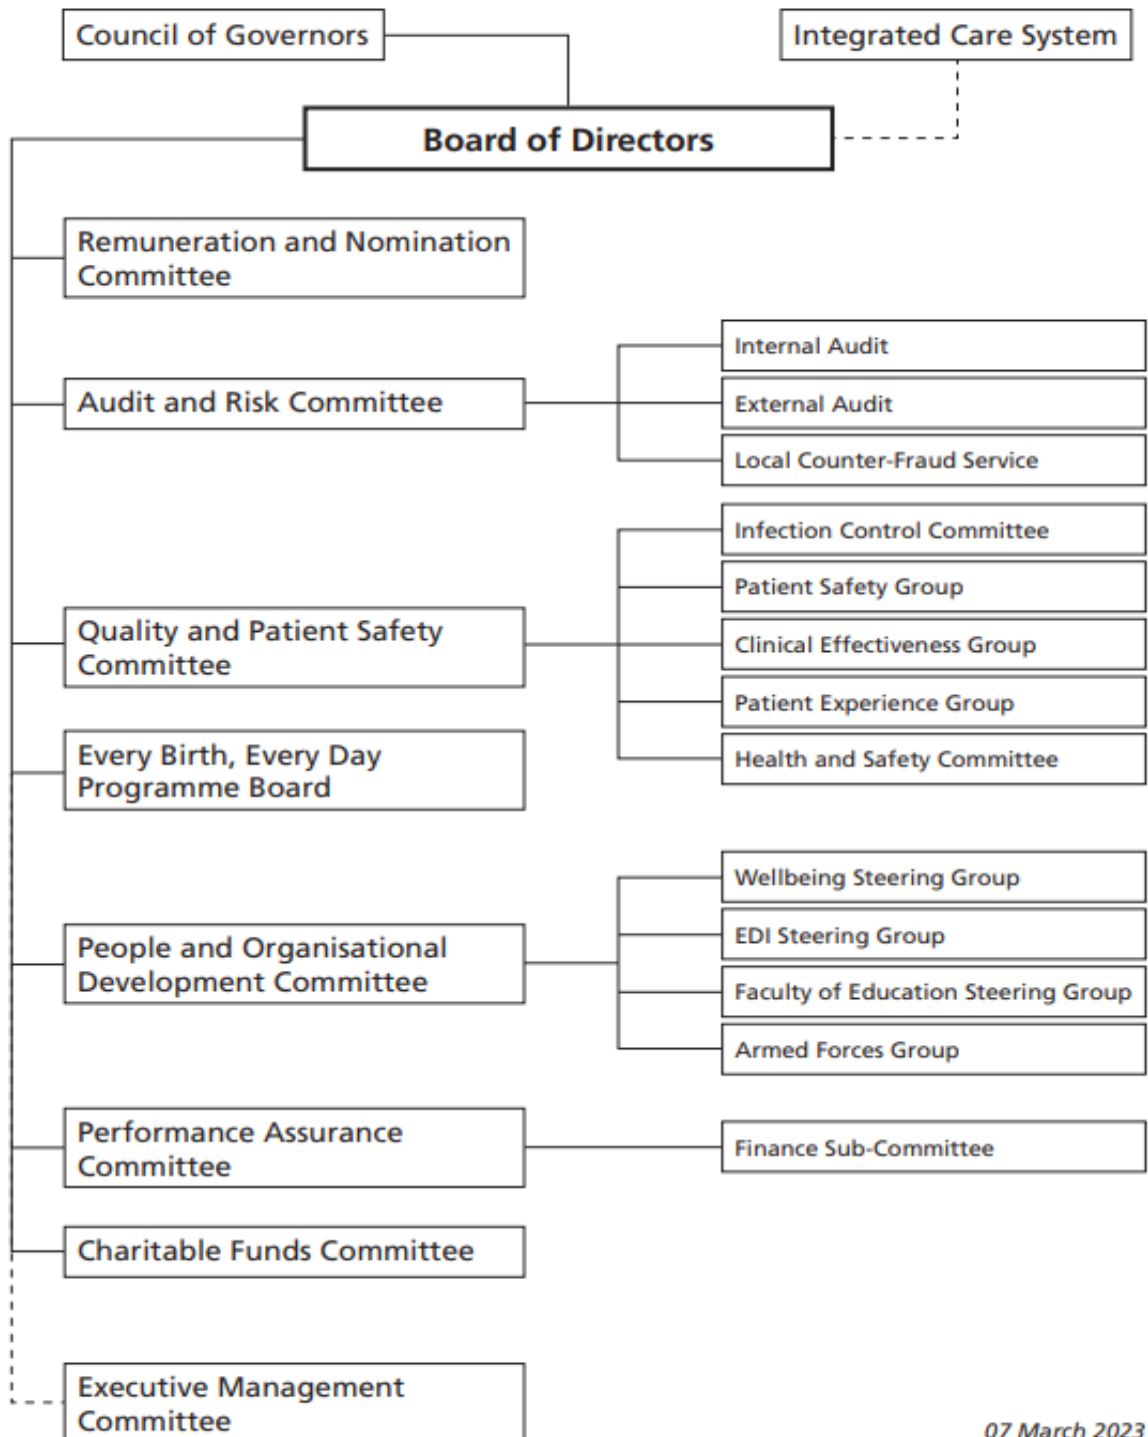 Council of Governors
Integrated Care System
Board of Directors
Remuneration and Nomination
Committee
Audit and Risk Committee
Internal Audit
External Audit
Local Counter-Fraud Service
Quality and Patient Safety
Committee
Infection Control Committee
Patient Safety Group
Clinical Effectiveness Group
Patient Experience Group
Health and Safety Committee
Every Birth, Every Day
Programme Board
People and Organisational
Development Committee
Wellbeing Steering Group
EDI Steering Group
Faculty of Education Steering Group
Armed Forces Group
Performance Assurance
Committee
Finance Sub-Committee
Charitable Funds Committee
Executive Management
Committee
07 March 2023